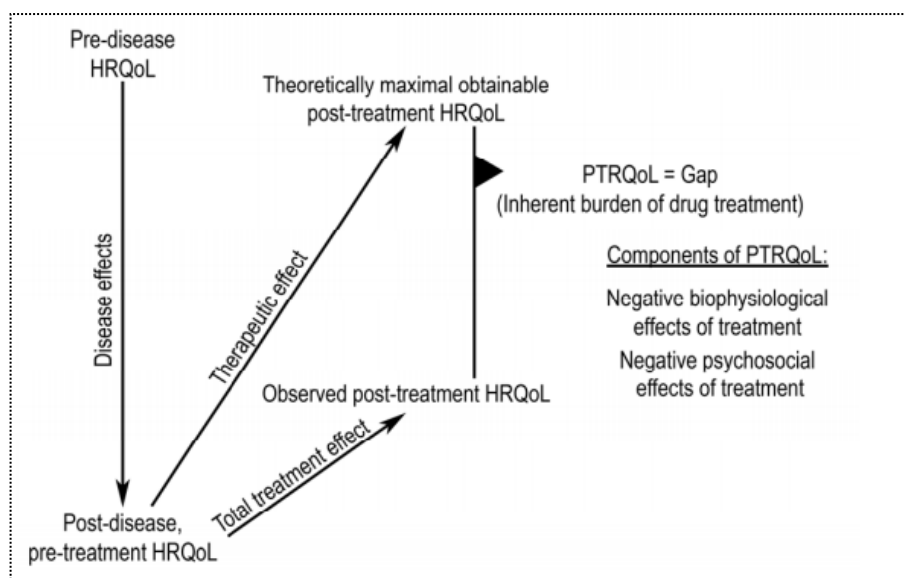 Pre-disease
HRQoL
Theoretically maximal obtainable
post-treatment HRQoL
PTRQoL = Gap
(Inherent burden of drug treatment)
Components of PTRQoL:
Negative biophysiological
effects of treatment
Negative psychosocial
effects of treatment
Disease effects
Therapeutic effect
Observed post-treatment HRQoL
Total treatment effect
Post-disease,
pre-treatment HRQoL